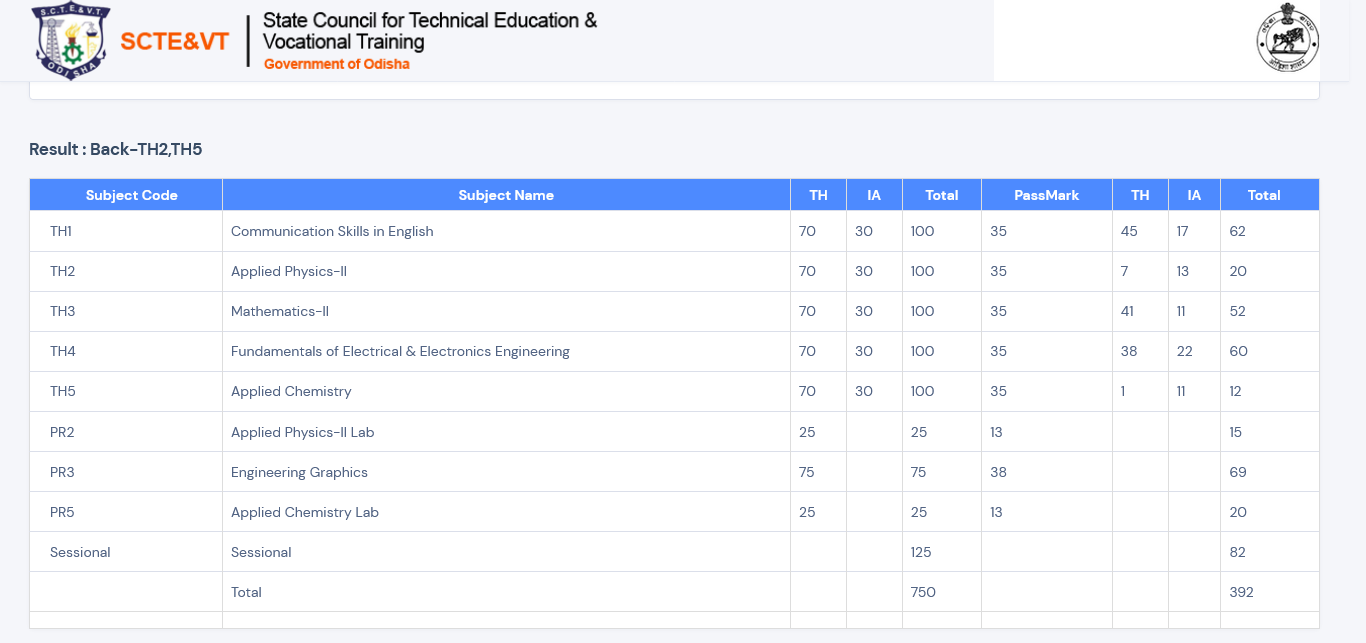 S.C.T.E.& V.T.
ODISHA
SCTE&VT
State Council for Technical Education &
Vocational Training
Government of Odisha
Result : Back-TH2,TH5
Subject Code Subject Name TH IA Total PassMark TH IA Total
TH1 Communication Skills in English 70 30 100 35 45 17 62
TH2 Applied Physics-II 70 30 100 35 7 13 20
TH3 Mathematics-II 70 30 100 35 41 11 52
TH4 Fundamentals of Electrical & Electronics Engineering 70 30 100 35 38 22 60
TH5 Applied Chemistry 70 30 100 35 1 11 12
PR2 Applied Physics-II Lab 25 25 13 15
PR3 Engineering Graphics 75 75 38 69
PR5 Applied Chemistry Lab 25 25 13 20
Sessional Sessional 125 82
Total 750 392